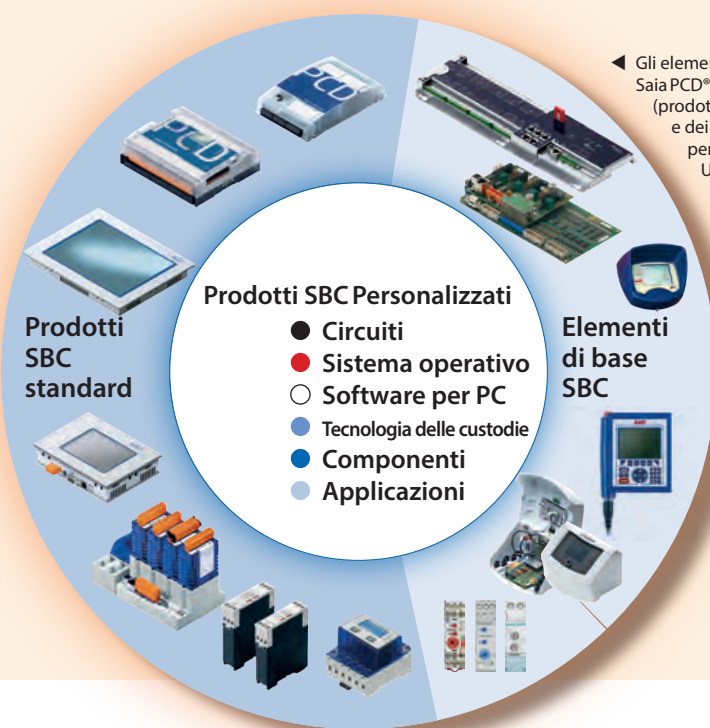 PCD
PCD
◀ Gli elemen
Saia PCD®
(prodot
e dei
per
U
Prodotti SBC Personalizzati
● Circuiti
● Sistema operativo
○ Software per PC
● Tecnologia delle custodie
● Componenti
● Applicazioni
Prodotti
SBC
standard
Elementi
di base
SBC